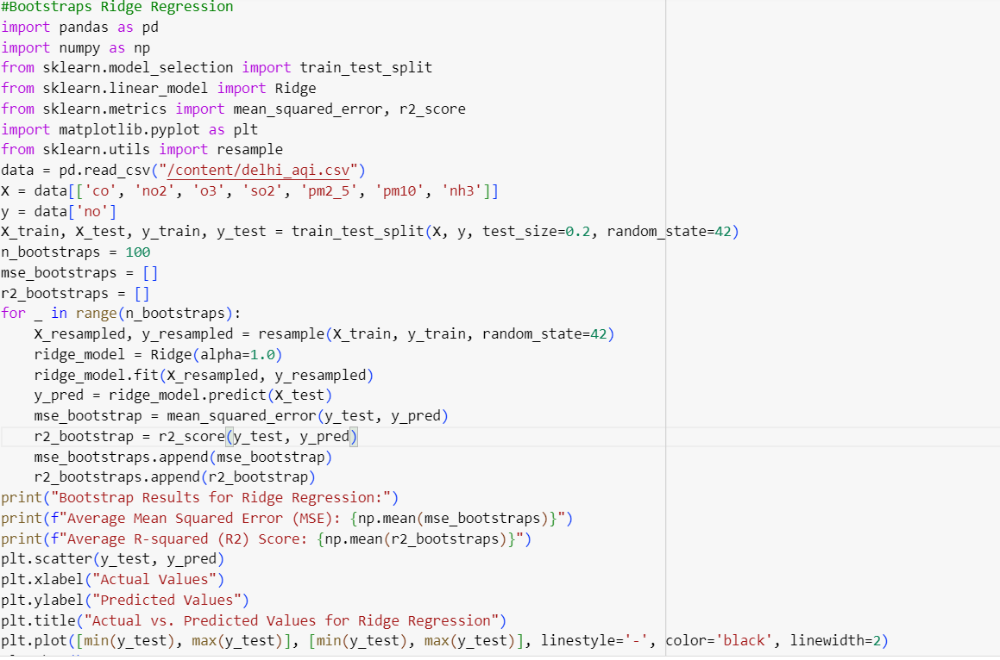 #Bootstraps Ridge Regression
import pandas as pd
import numpy as np
from sklearn.model_selection import train_test_split
from sklearn.linear_model import Ridge
from sklearn.metrics import mean_squared_error, r2_score
import matplotlib.pyplot as plt
from sklearn.utils import resample
data = pd.read_csv("/content/delhi_aqi.csv")
X = data[['co', 'no2', 'o3', 'so2', 'pm2_5', 'pm10', 'nh3']]
y = data['no']
X_train, X_test, y_train, y_test = train_test_split(X, y, test_size=0.2, random_state=42)
n_bootstraps = 100
mse_bootstraps = []
r2_bootstraps = []
for _ in range(n_bootstraps):
    X_resampled, y_resampled = resample(X_train, y_train, random_state=42)
    ridge_model = Ridge(alpha=1.0)
    ridge_model.fit(X_resampled, y_resampled)
    y_pred = ridge_model.predict(X_test)
    mse_bootstrap = mean_squared_error(y_test, y_pred)
    r2_bootstrap = r2_score(y_test, y_pred)
    mse_bootstraps.append(mse_bootstrap)
    r2_bootstraps.append(r2_bootstrap)
print("Bootstrap Results for Ridge Regression:")
print(f"Average Mean Squared Error (MSE): {np.mean(mse_bootstraps)}")
print(f"Average R-squared (R2) Score: {np.mean(r2_bootstraps)}")
plt.scatter(y_test, y_pred)
plt.xlabel("Actual Values")
plt.ylabel("Predicted Values")
plt.title("Actual vs. Predicted Values for Ridge Regression")
plt.plot([min(y_test), max(y_test)], [min(y_test), max(y_test)], linestyle='-', color='black', linewidth=2)